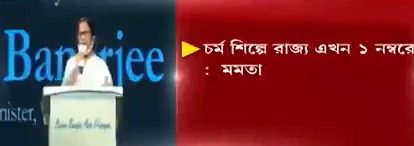 Banerjee
চর্ম শিল্পে রাজ্য এখন ১ নম্বরে
: মমতা
nister,